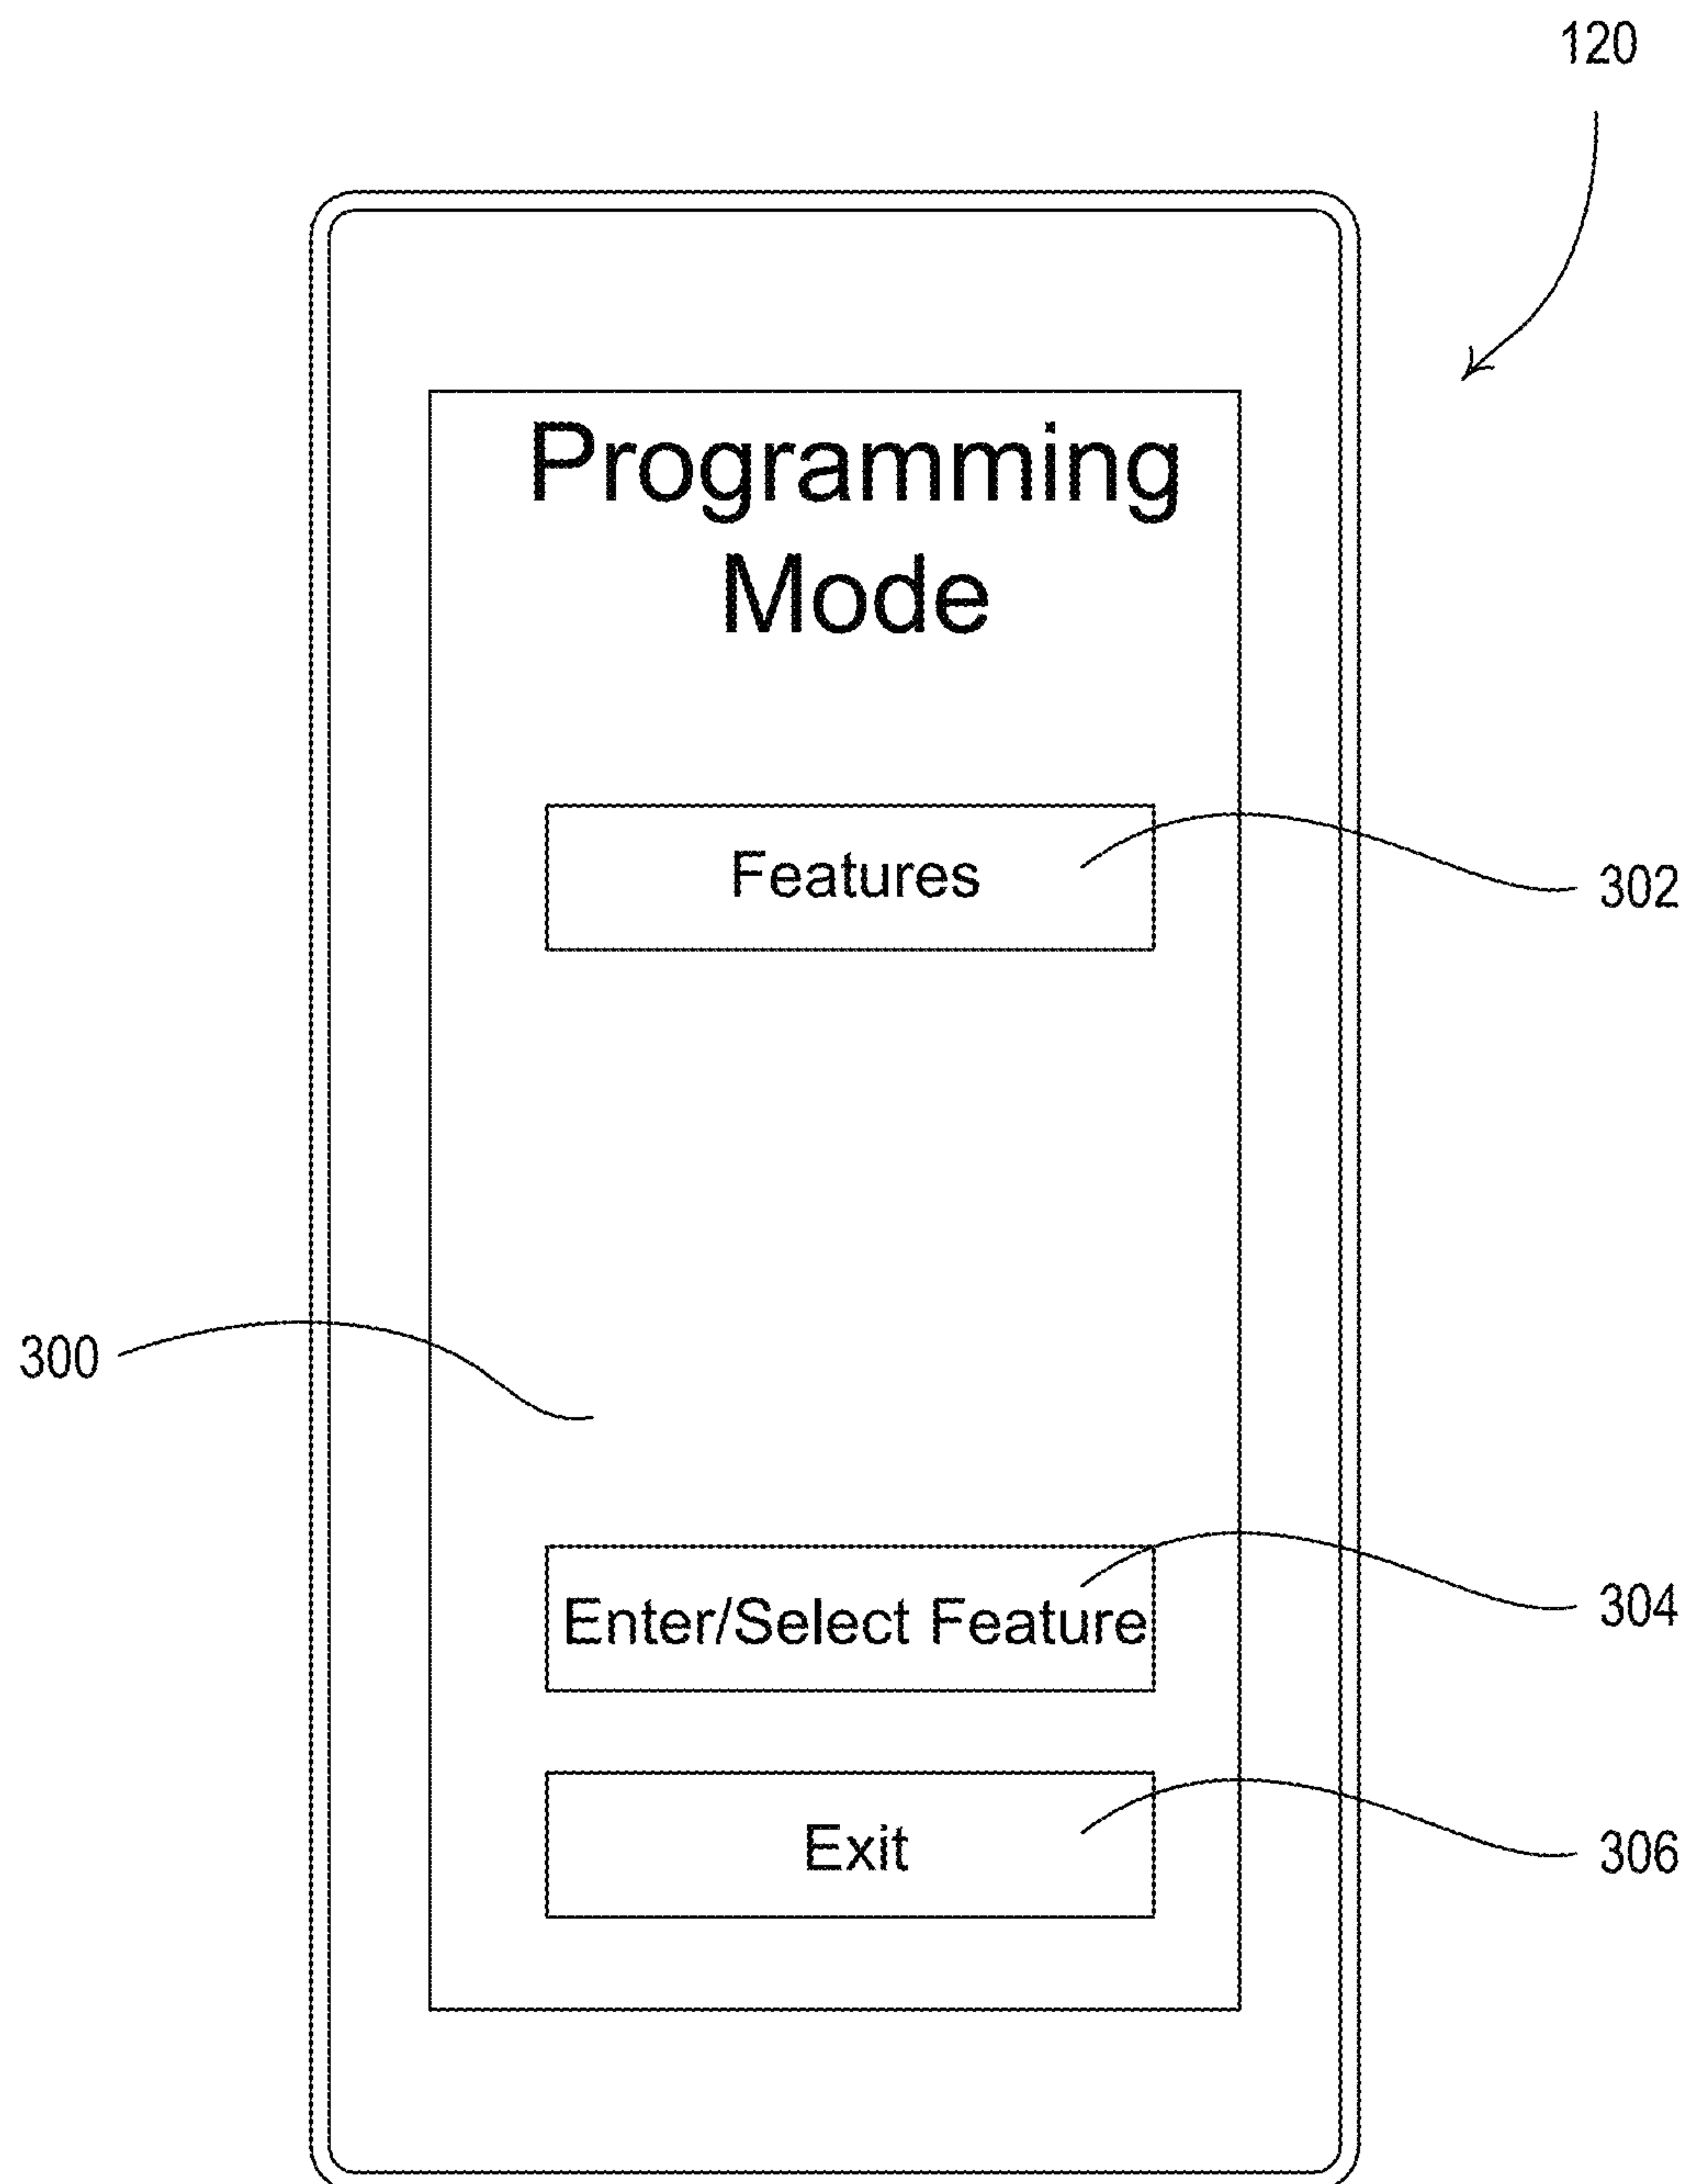 120
Programming
Mode
Features
302
300
Enter/Select Feature
304
Exit
306